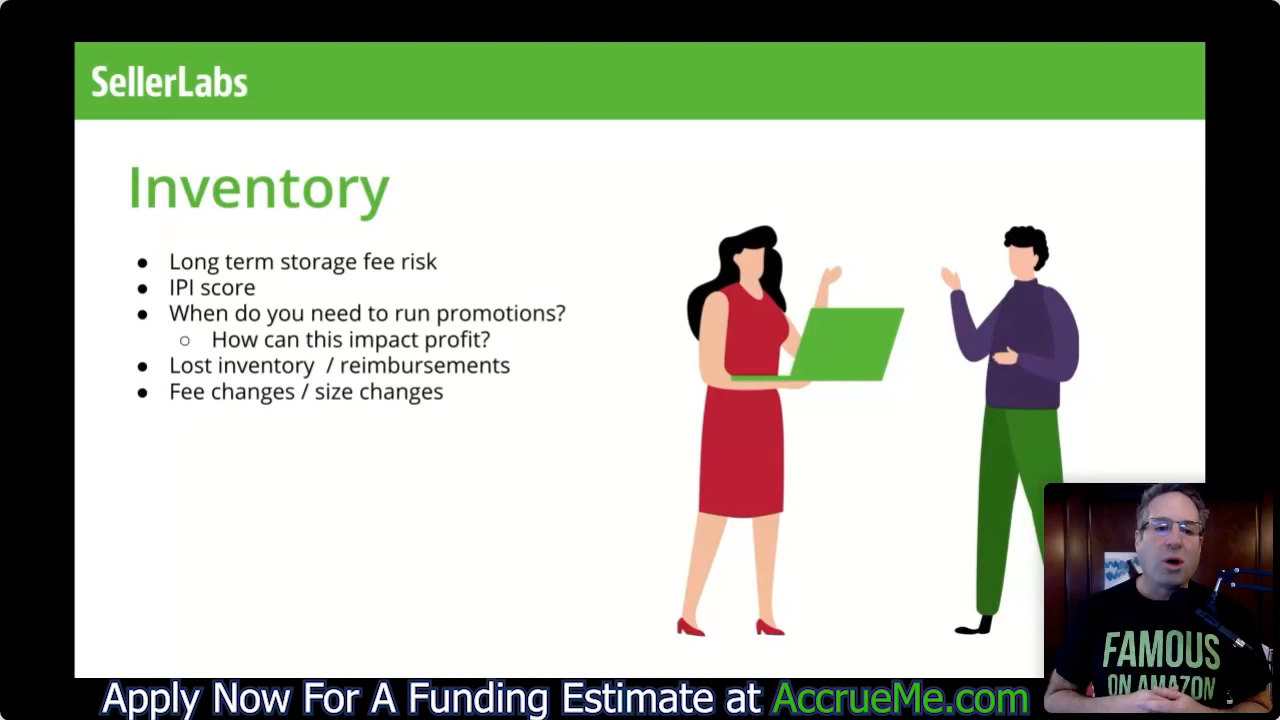 SellerLabs
Inventory
● Long term storage fee risk
● IPI score
● When do you need to run promotions?
○ How can this impact profit?
● Lost inventory / reimbursements
● Fee changes / size changes
FAMOUS
ON AMAZON
Apply Now For A Funding Estimate at AccrueMe.com